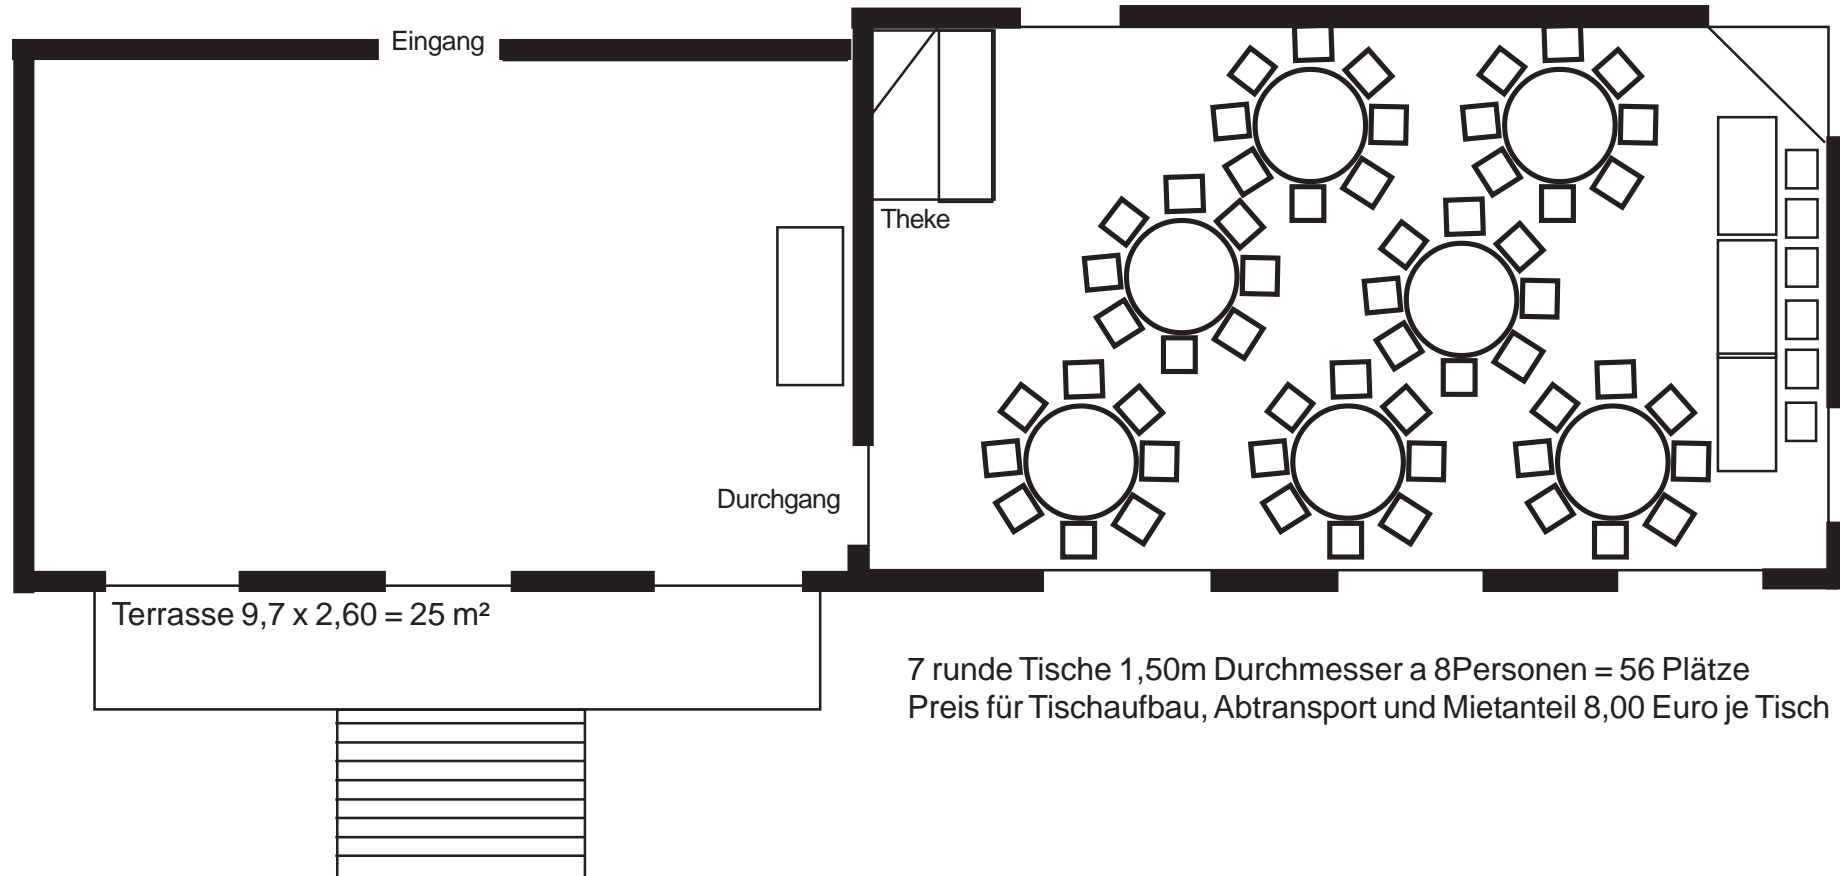 Eingang
Theke
Durchgang
Terrasse 9,7 x 2,60 = 25 m²
7 runde Tische 1,50m Durchmesser a 8Personen = 56 Plätze
Preis für Tischaufbau, Abtransport und Mietanteil 8,00 Euro je Tisch